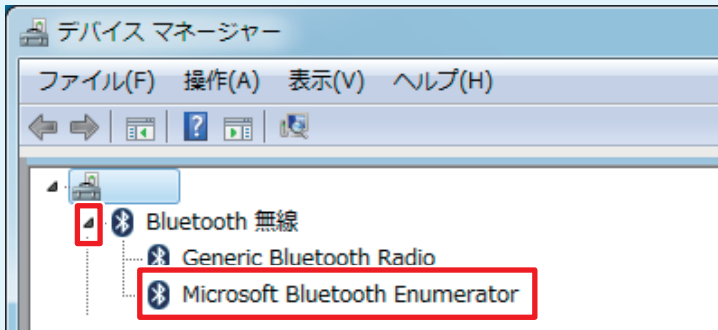 デバイス マネージャー
ファイル(F) 操作(A) 表示(V) ヘルプ(H)
Bluetooth 無線
Generic Bluetooth Radio
Microsoft Bluetooth Enumerator